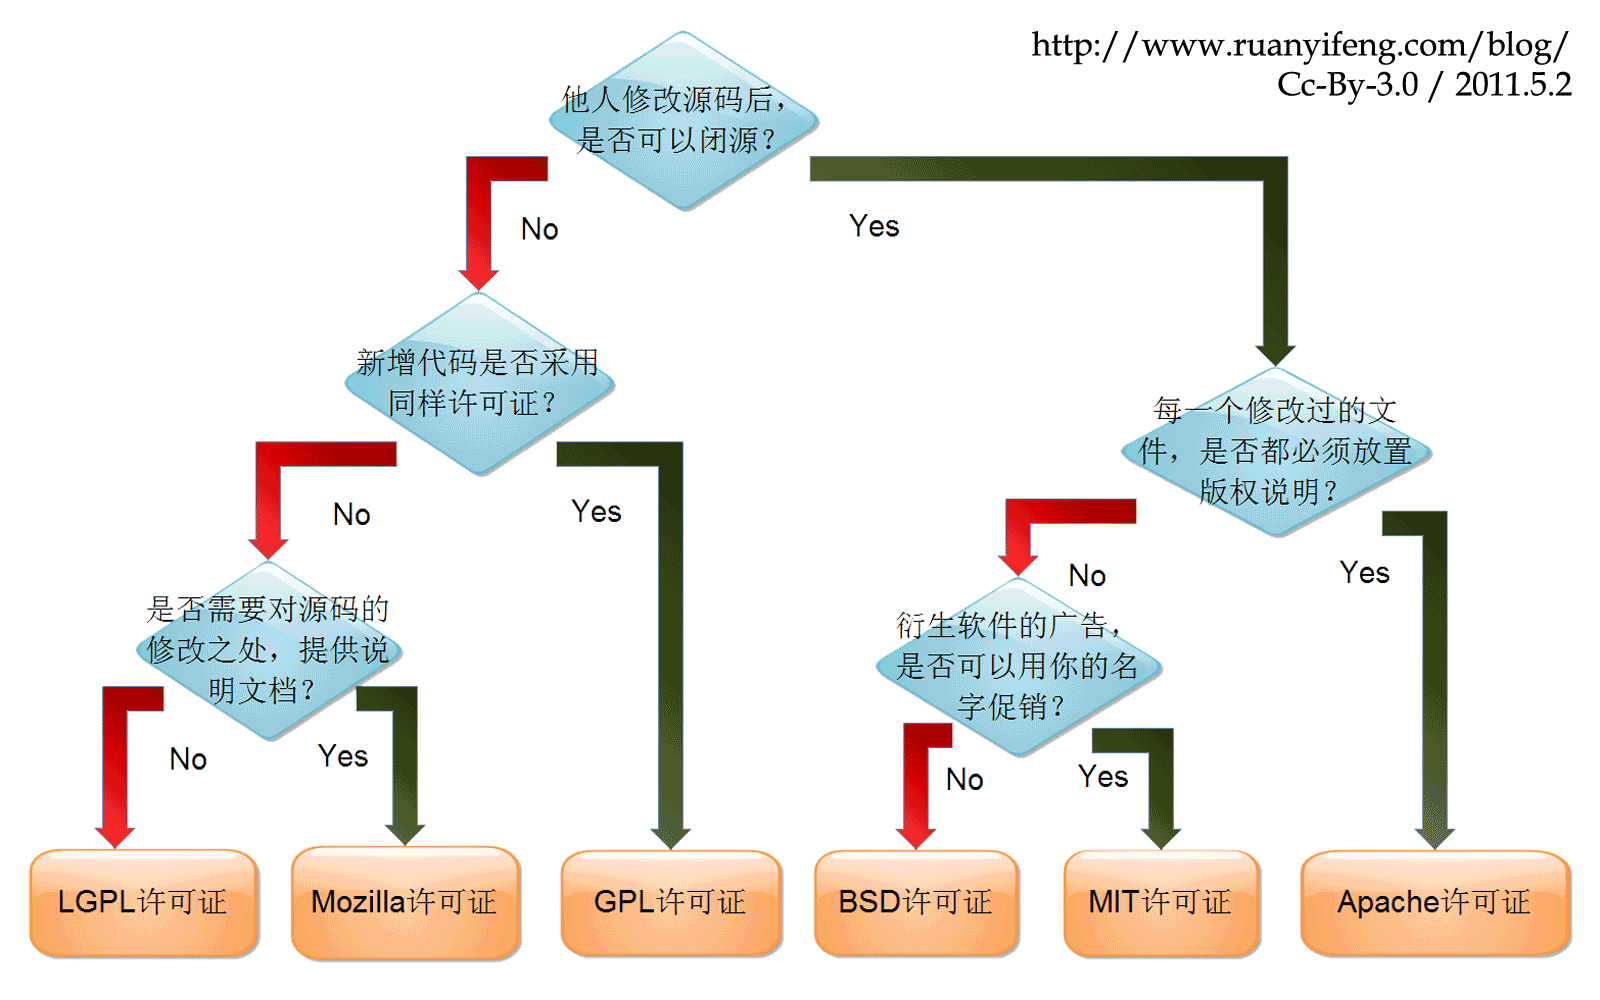 http://www.ruanyifeng.com/blog/
Cc-By-3.0 / 2011.5.2
他人修改源码后，
是否可以闭源？
No
Yes
新增代码是否采用
同样许可证？
每一个修改过的文
件，是否都必须放置
版权说明？
No
Yes
No
Yes
是否需要对源码的
修改之处，提供说
明文档？
衍生软件的广告，
是否可以用你的名
字促销？
No
Yes
No
Yes
LGPL许可证
Mozilla许可证
GPL许可证
BSD许可证
MIT许可证
Apache许可证